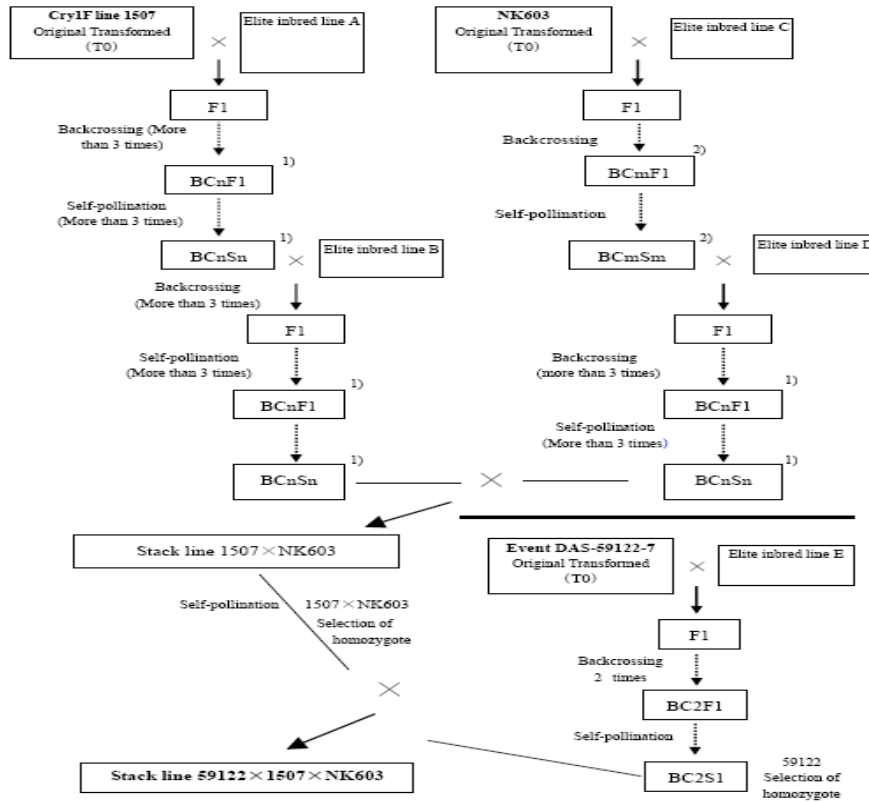 Cry1F line 1507
Original Transformed
(T0)
×
Elite inbred line A
F1
Backcrossing (More
than 3 times)
BCnF1
1)
Self-pollination
(More than 3 times)
BCnSn
1)
×
Elite inbred line B
Backcrossing
(More than 3 times)
F1
Self-pollination
(More than 3 times)
BCnF1
1)
BCnSn
1)
NK603
Original Transformed
(T0)
×
Elite inbred line C
F1
Backcrossing
BCmF1
2)
Self-pollination
BCmSm
2)
×
Elite inbred line D
F1
Backcrossing
(more than 3 times)
BCnF1
1)
Self-pollination
(More than 3 times)
BCnSn
1)
×
Stack line 1507×NK603
Self-pollination
1507×NK603
Selection of
homozygote
×
Stack line 59122×1507×NK603
Event DAS-59122-7
Original Transformed
(T0)
×
Elite inbred line E
F1
Backcrossing
2 times
BC2F1
Self-pollination
BC2S1
59122
Selection of
homozygote